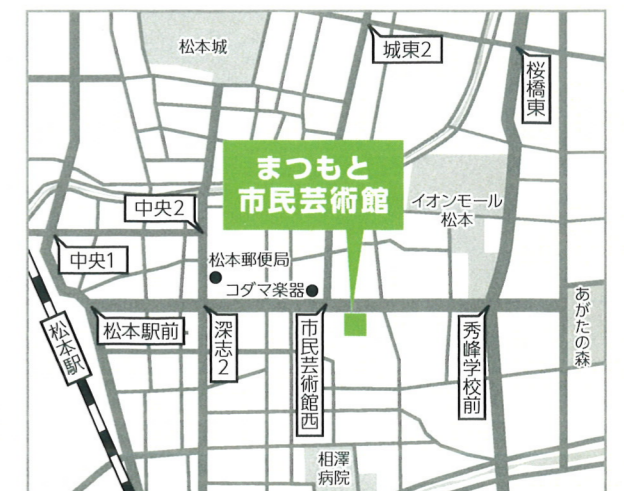 松本城
城東2
桜橋東
まつもと
市民芸術館
イオンモール
松本
中央2
中央1
松本郵便局
コダマ楽器
あがたの森
松本駅
松本駅前
深志2
市民芸術館西
秀峰学校前
相澤
病院